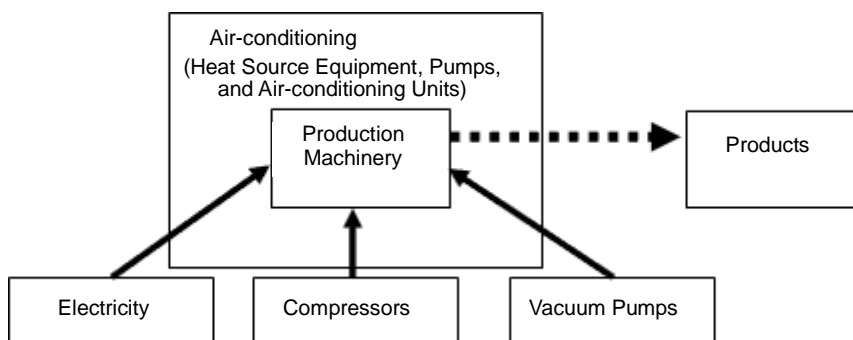 Air-conditioning
(Heat Source Equipment, Pumps,
and Air-conditioning Units)
Production
Machinery
Products
Electricity
Compressors
Vacuum Pumps